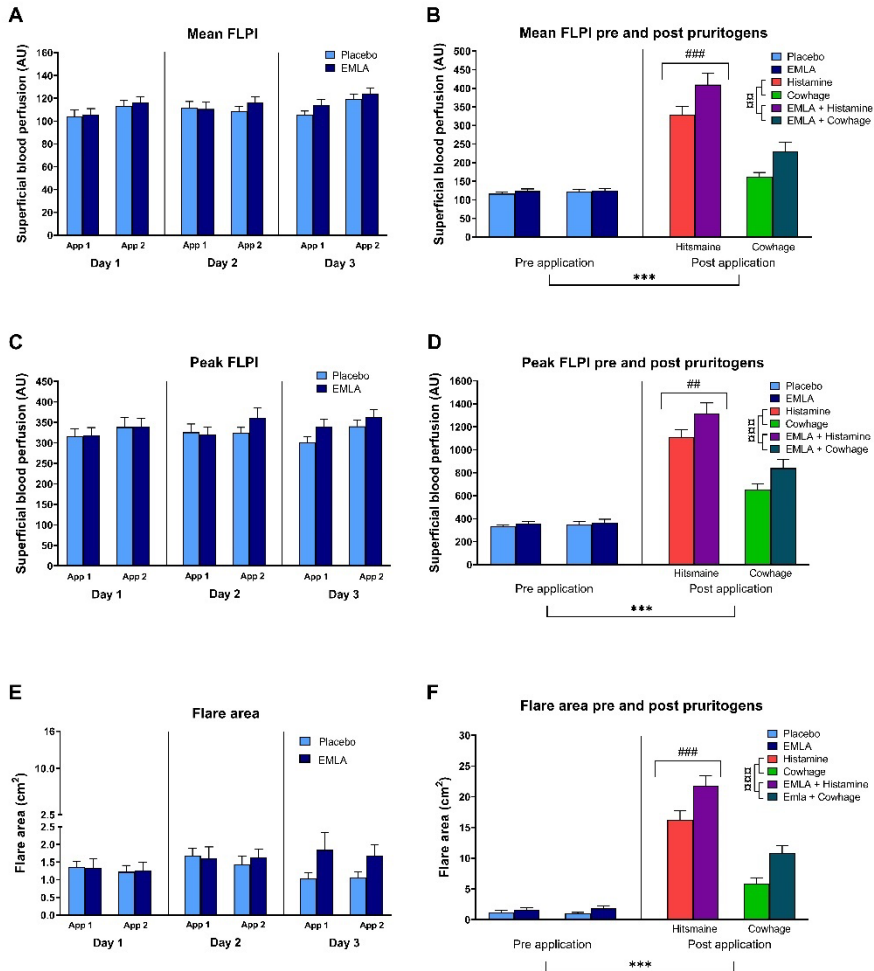 A
Mean FLPI
Superficial blood perfusion (AU)
160
140
120
100
80
60
40
20
0
Placebo
EMLA
App 1 App 2 App 1 App 2 App 1 App 2
Day 1 Day 2 Day 3
B
Mean FLPI pre and post pruritogens
Superficial blood perfusion (AU)
500
450
400
350
300
250
200
150
100
50
0
###
Placebo
EMLA
Histamine
Cowhage
EMLA + Histamine
EMLA + Cowhage
¤¤
Hitsmaine Cowhage
Pre application Post application
***
C
Peak FLPI
Superficial blood perfusion (AU)
450
400
350
300
250
200
150
100
50
0
Placebo
EMLA
App 1 App 2 App 1 App 2 App 1 App 2
Day 1 Day 2 Day 3
D
Peak FLPI pre and post pruritogens
Superficial blood perfusion (AU)
1600
1400
1200
1000
800
600
400
200
0
##
Placebo
EMLA
Histamine
Cowhage
EMLA + Histamine
EMLA + Cowhage
¤¤¤
Hitsmaine Cowhage
Pre application Post application
***
E
Flare area
Flare area (cm²)
16
10.0
2.5
2.5
2.0
1.5
1.0
0.5
0.0
Placebo
EMLA
App 1 App 2 App 1 App 2 App 1 App 2
Day 1 Day 2 Day 3
F
Flare area pre and post pruritogens
Flare area (cm²)
30
25
20
15
10
5
0
###
Placebo
EMLA
Histamine
Cowhage
EMLA + Histamine
Emla + Cowhage
¤¤¤
Hitsmaine Cowhage
Pre application Post application
***